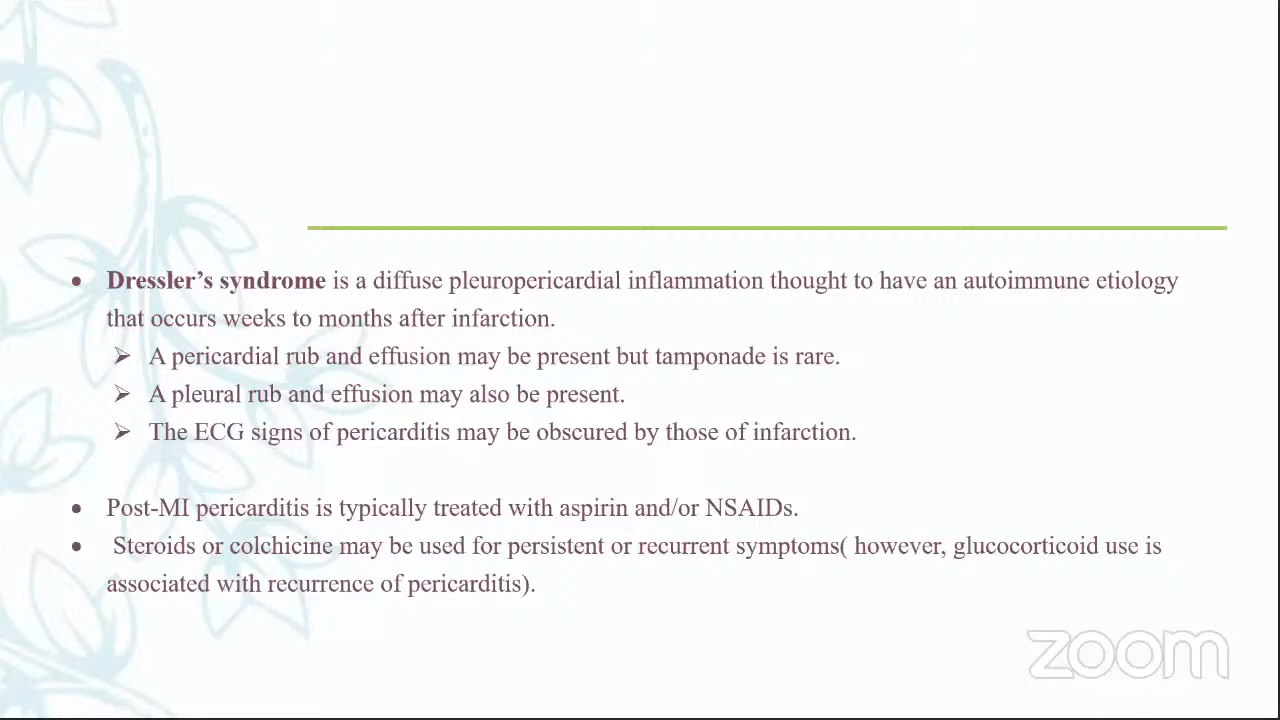 • Dressler’s syndrome is a diffuse pleuropericardial inflammation thought to have an autoimmune etiology
that occurs weeks to months after infarction.
➢ A pericardial rub and effusion may be present but tamponade is rare.
➢ A pleural rub and effusion may also be present.
➢ The ECG signs of pericarditis may be obscured by those of infarction.
• Post-MI pericarditis is typically treated with aspirin and/or NSAIDs.
• Steroids or colchicine may be used for persistent or recurrent symptoms( however, glucocorticoid use is
associated with recurrence of pericarditis).
zoom